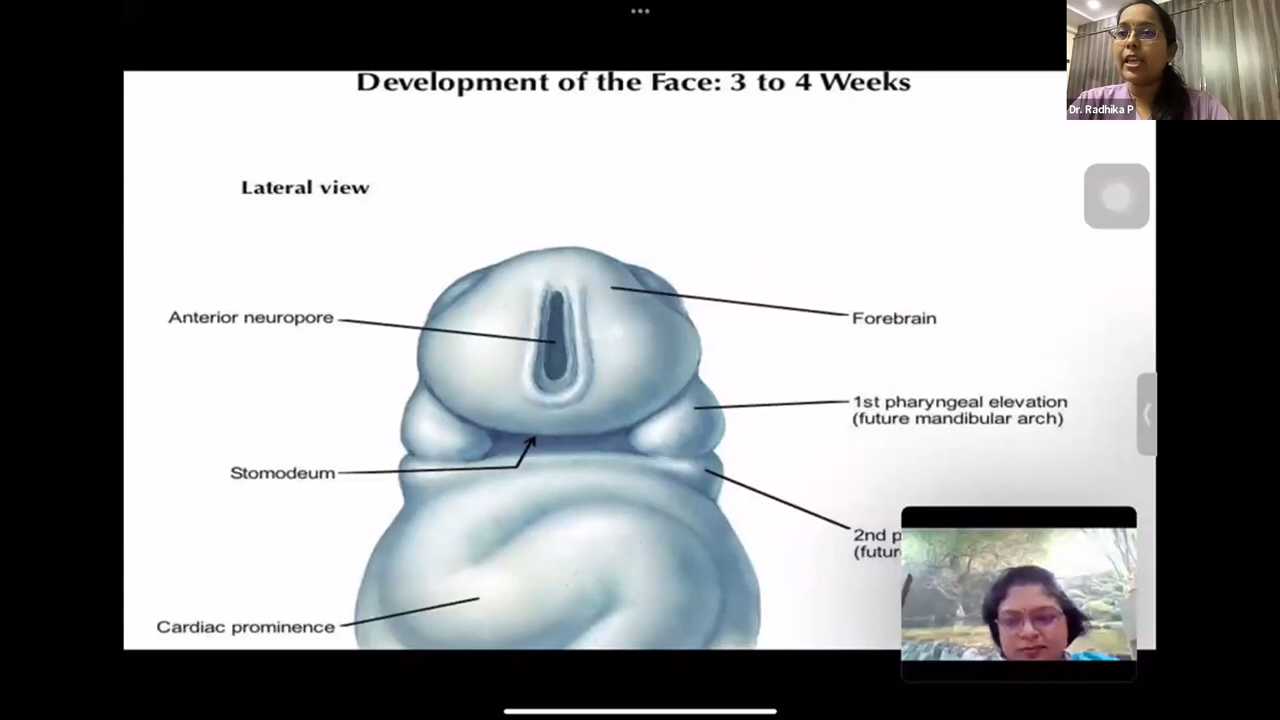 Development of the Face: 3 to 4 Weeks
Dr. Radhika P
Lateral view
Anterior neuropore
Forebrain
1st pharyngeal elevation
(future mandibular arch)
Stomodeum
2nd
Cardiac prominence